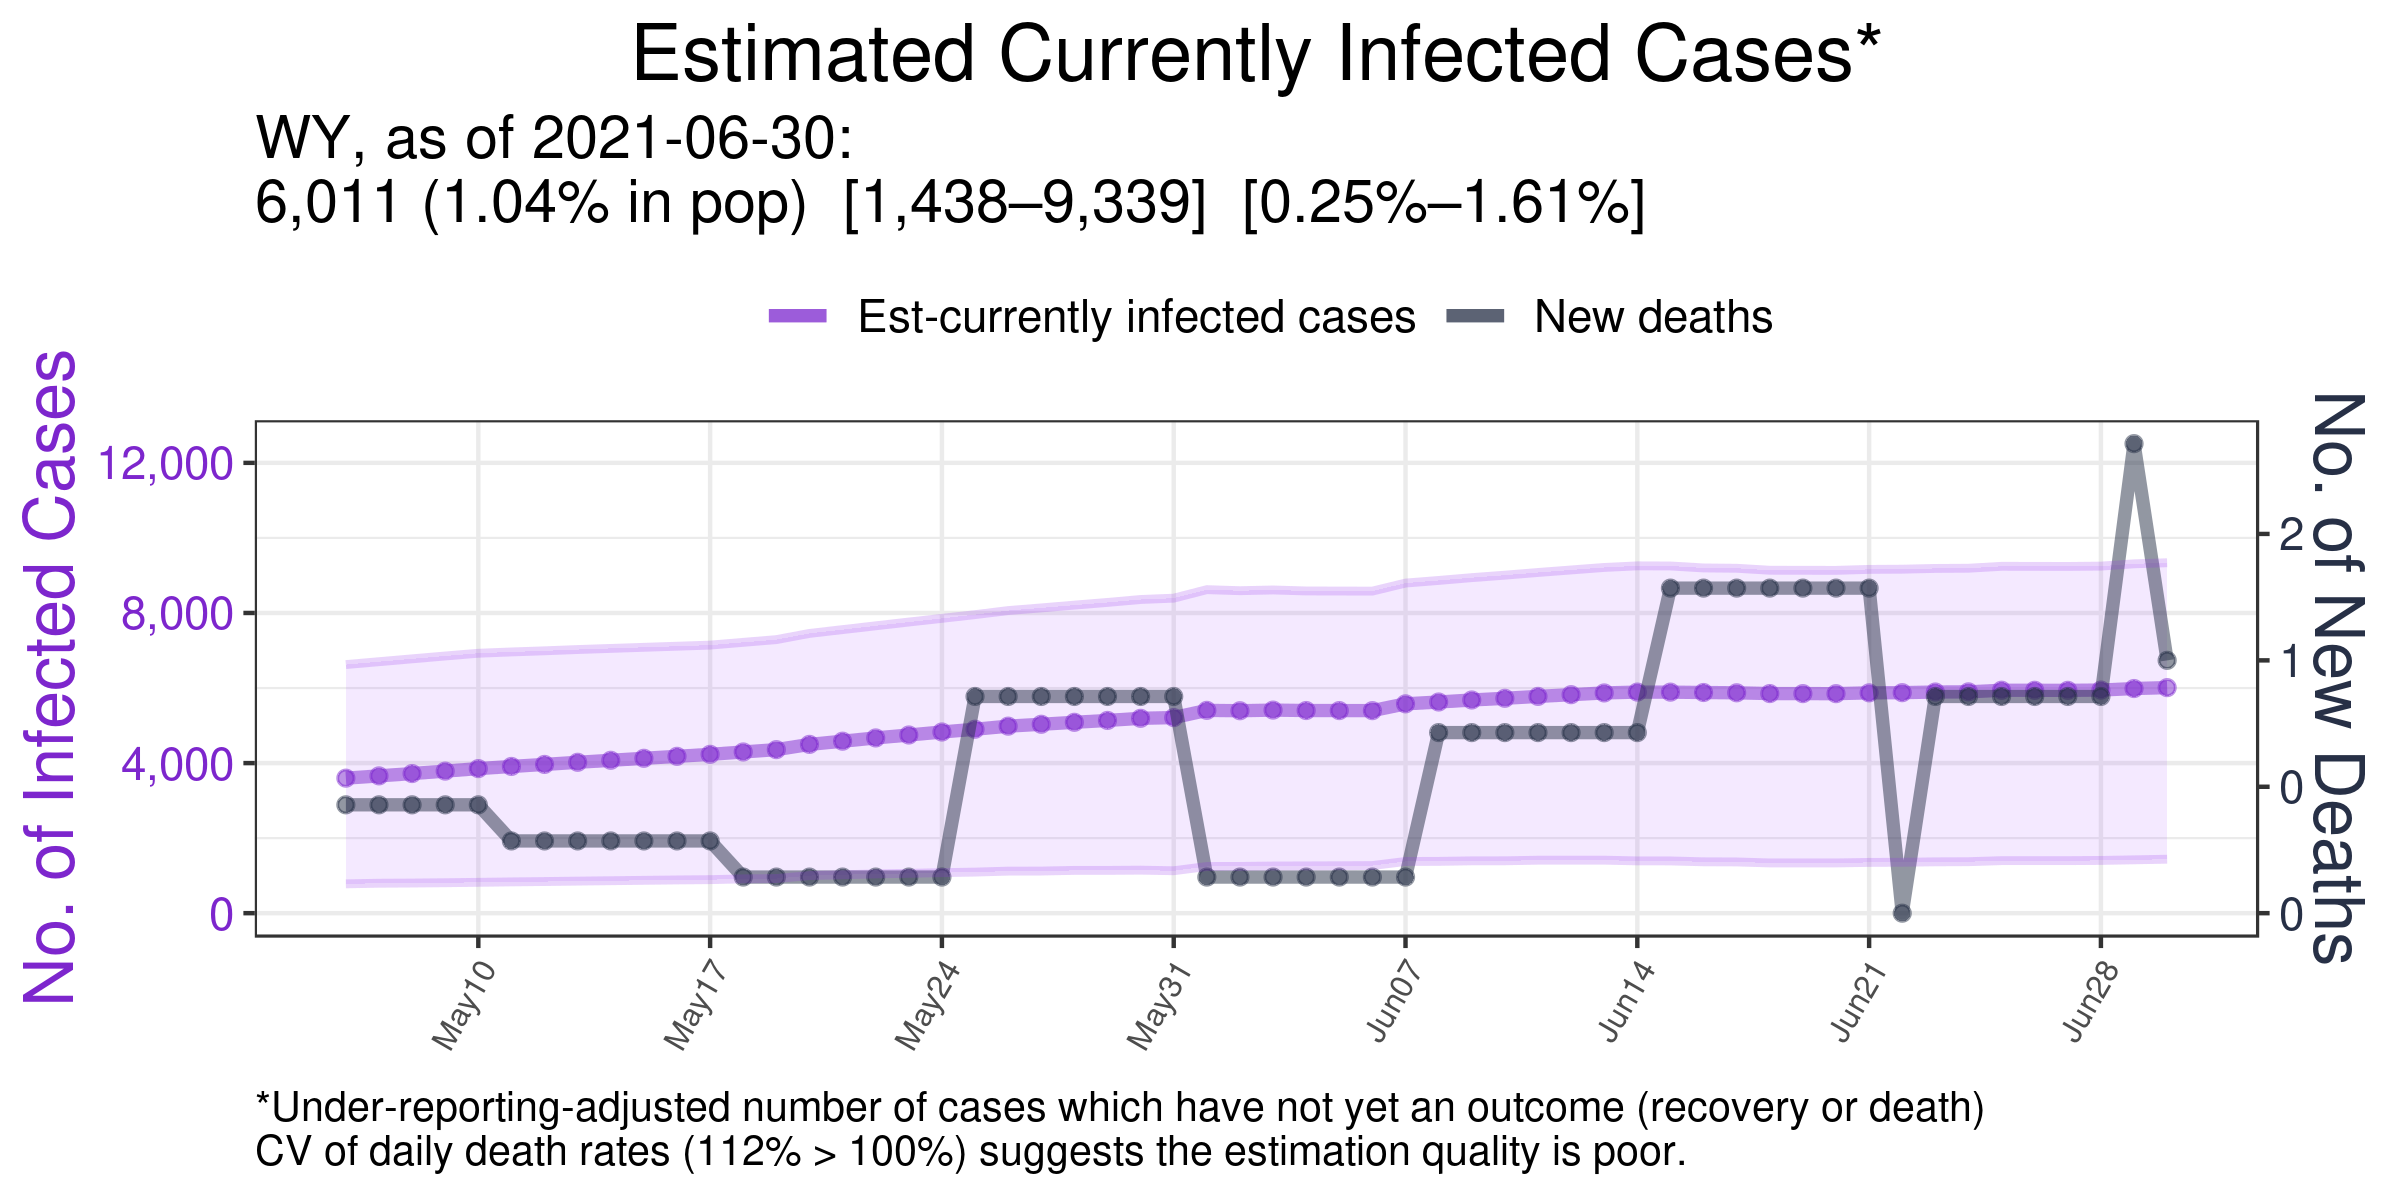 Estimated Currently Infected Cases*
WY, as of 2021-06-30:
6,011 (1.04% in pop)  [1,438–9,339]  [0.25%–1.61%]
Est-currently infected cases
New deaths
No. of Infected Cases
12,000
8,000
4,000
0
No. of New Deaths
2
1
0
0
May10
May17
May24
May31
Jun07
Jun14
Jun21
Jun28
*Under-reporting-adjusted number of cases which have not yet an outcome (recovery or death)
CV of daily death rates (112% > 100%) suggests the estimation quality is poor.